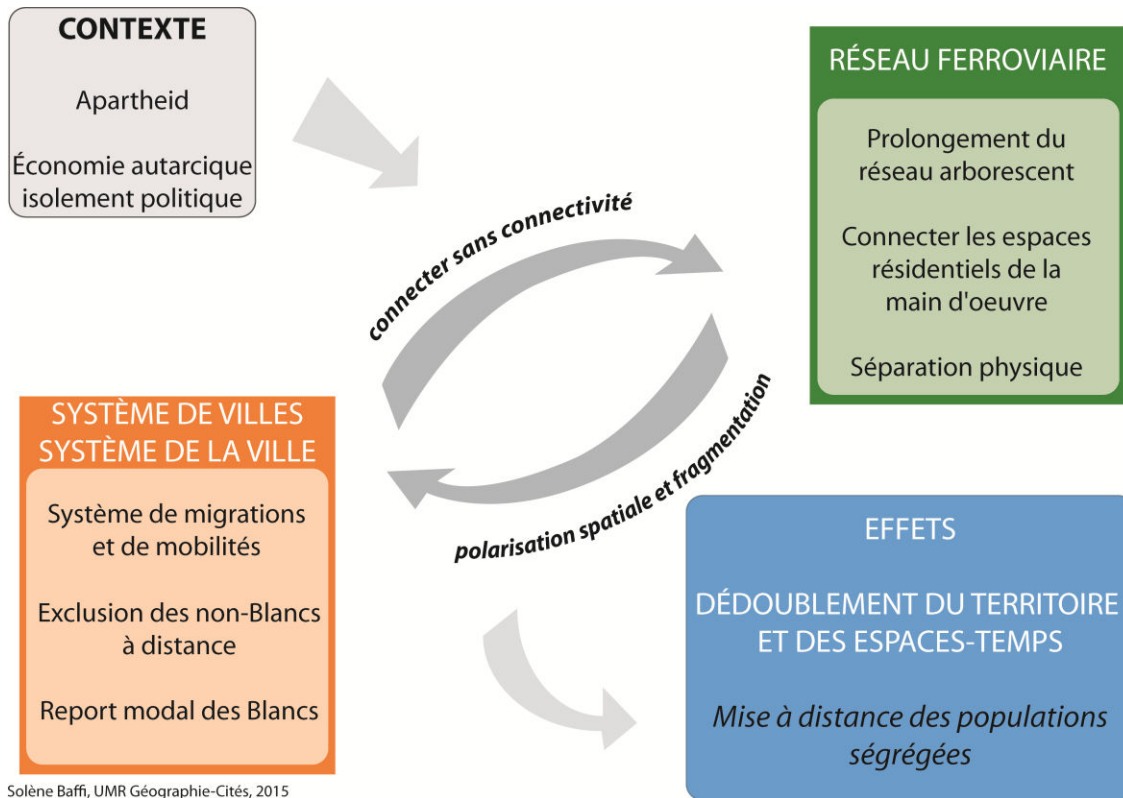 CONTEXTE
Apartheid
Économie autarcique
isolement politique
RÉSEAU FERROVIAIRE
Prolongement du
réseau arborescent
Connecter les espaces
résidentiels de la
main d'oeuvre
Séparation physique
connecter sans connectivité
polarisation spatiale et fragmentation
SYSTÈME DE VILLES
SYSTÈME DE LA VILLE
Système de migrations
et de mobilités
Exclusion des non-Blancs
à distance
Report modal des Blancs
EFFETS
DÉDOUBLEMENT DU TERRITOIRE
ET DES ESPACES-TEMPS
Mise à distance des populations
ségrégées
Solène Baffi, UMR Géographie-Cités, 2015